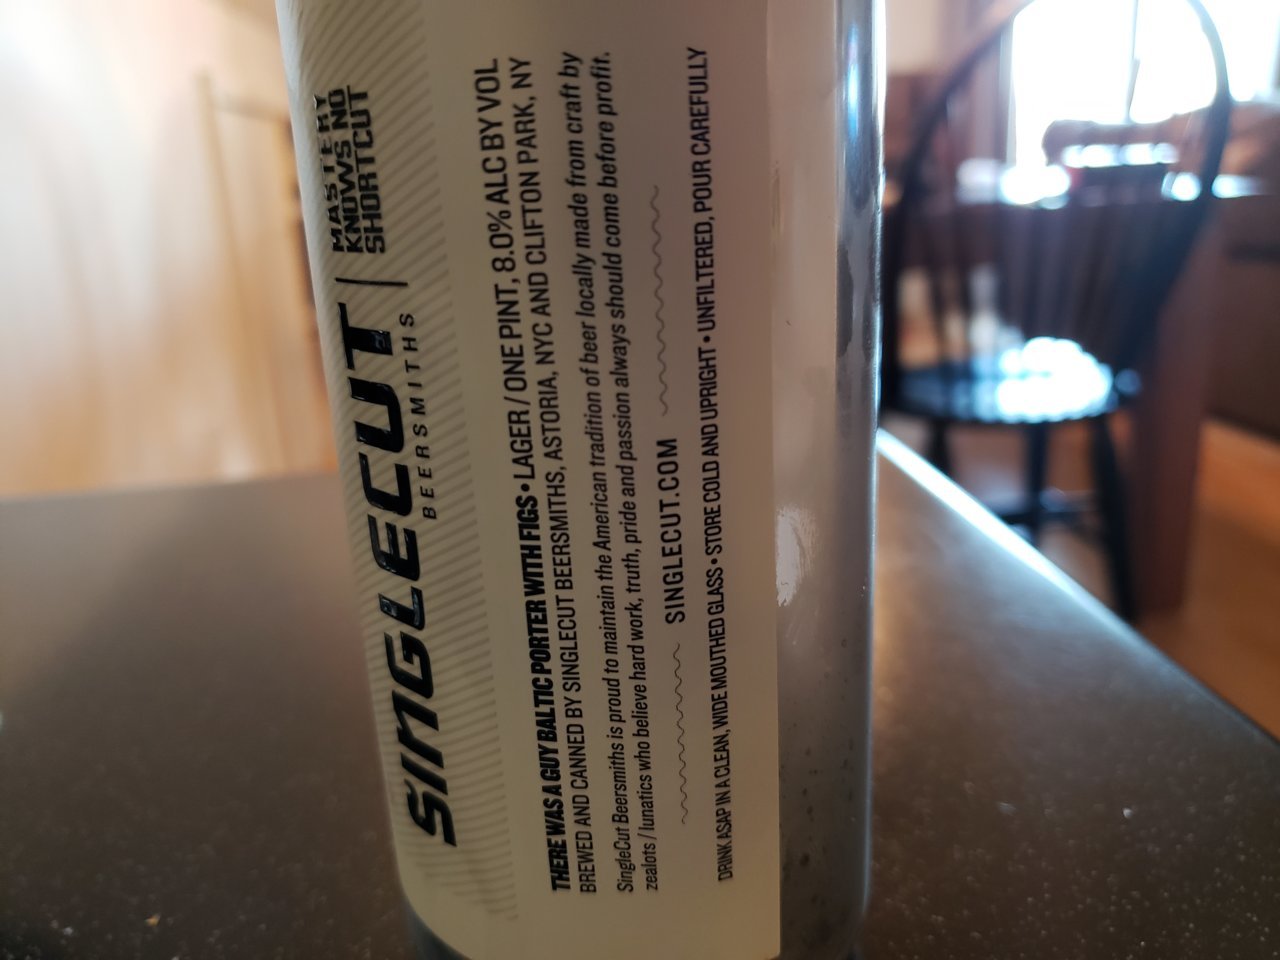 SINGLECUT
BEERSMITHS
MASTERY
KNOWS NO
SHORTCUT
THERE WAS A GUY BALTIC PORTER WITH FIGS • LAGER / ONE PINT, 8.0% ALC BY VOL
BREWED AND CANNED BY SINGLECUT BEERSMITHS, ASTORIA, NYC AND CLIFTON PARK, NY
SingleCut Beersmiths is proud to maintain the American tradition of beer locally made from craft by
zealots / lunatics who believe hard work, truth, pride and passion always should come before profit.
SINGLECUT.COM
DRINK ASAP IN A CLEAN, WIDE MOUTHED GLASS • STORE COLD AND UPRIGHT • UNFILTERED, POUR CAREFULLY